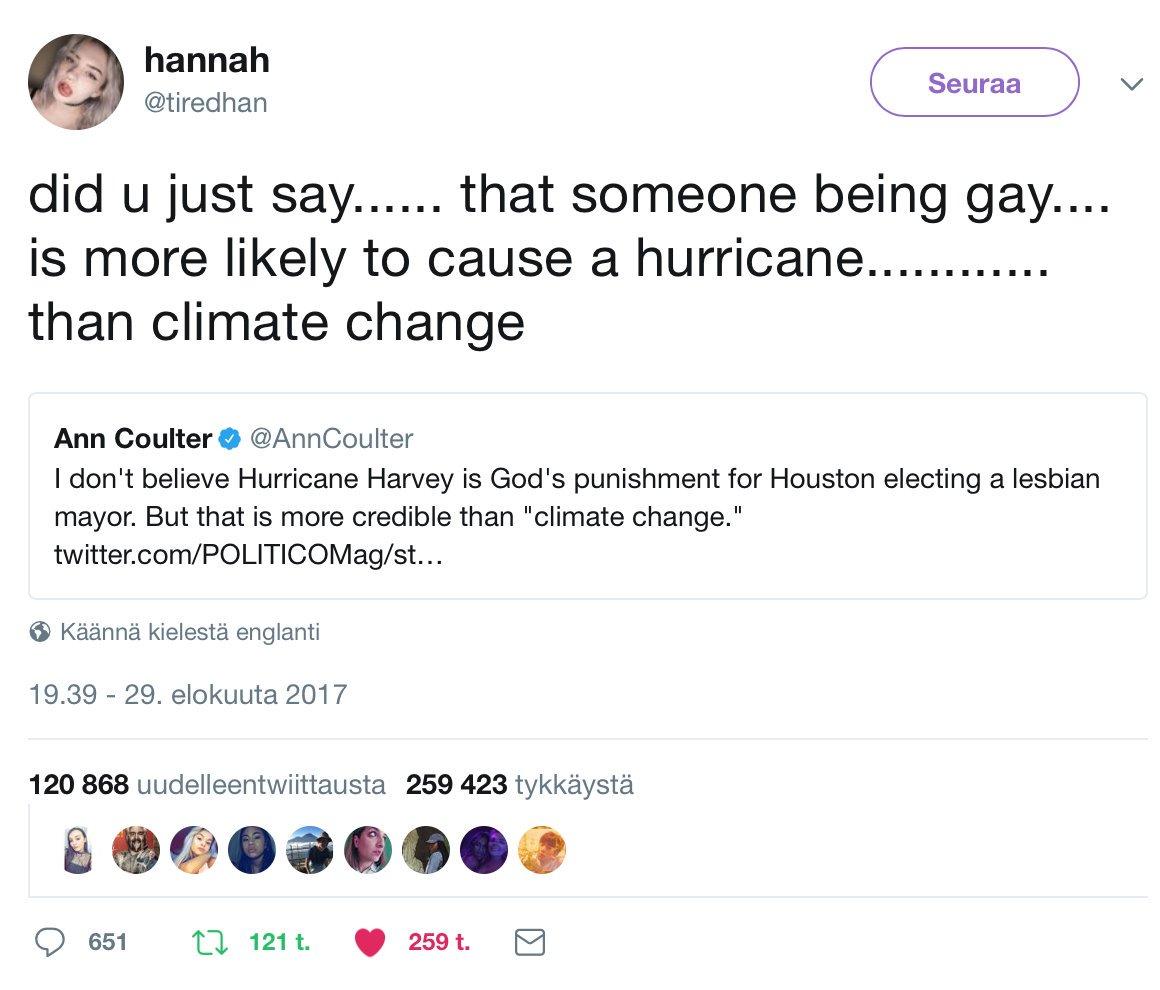 hannah
@tiredhan
Seuraa
did u just say...... that someone being gay....
is more likely to cause a hurricane............
than climate change
Ann Coulter @AnnCoulter
I don't believe Hurricane Harvey is God's punishment for Houston electing a lesbian
mayor. But that is more credible than "climate change."
twitter.com/POLITICOMag/st…
Käännä kielestä englanti
19.39 - 29. elokuuta 2017
120 868 uudelleentwiittausta 259 423 tykkäystä
651 121 t. 259 t.